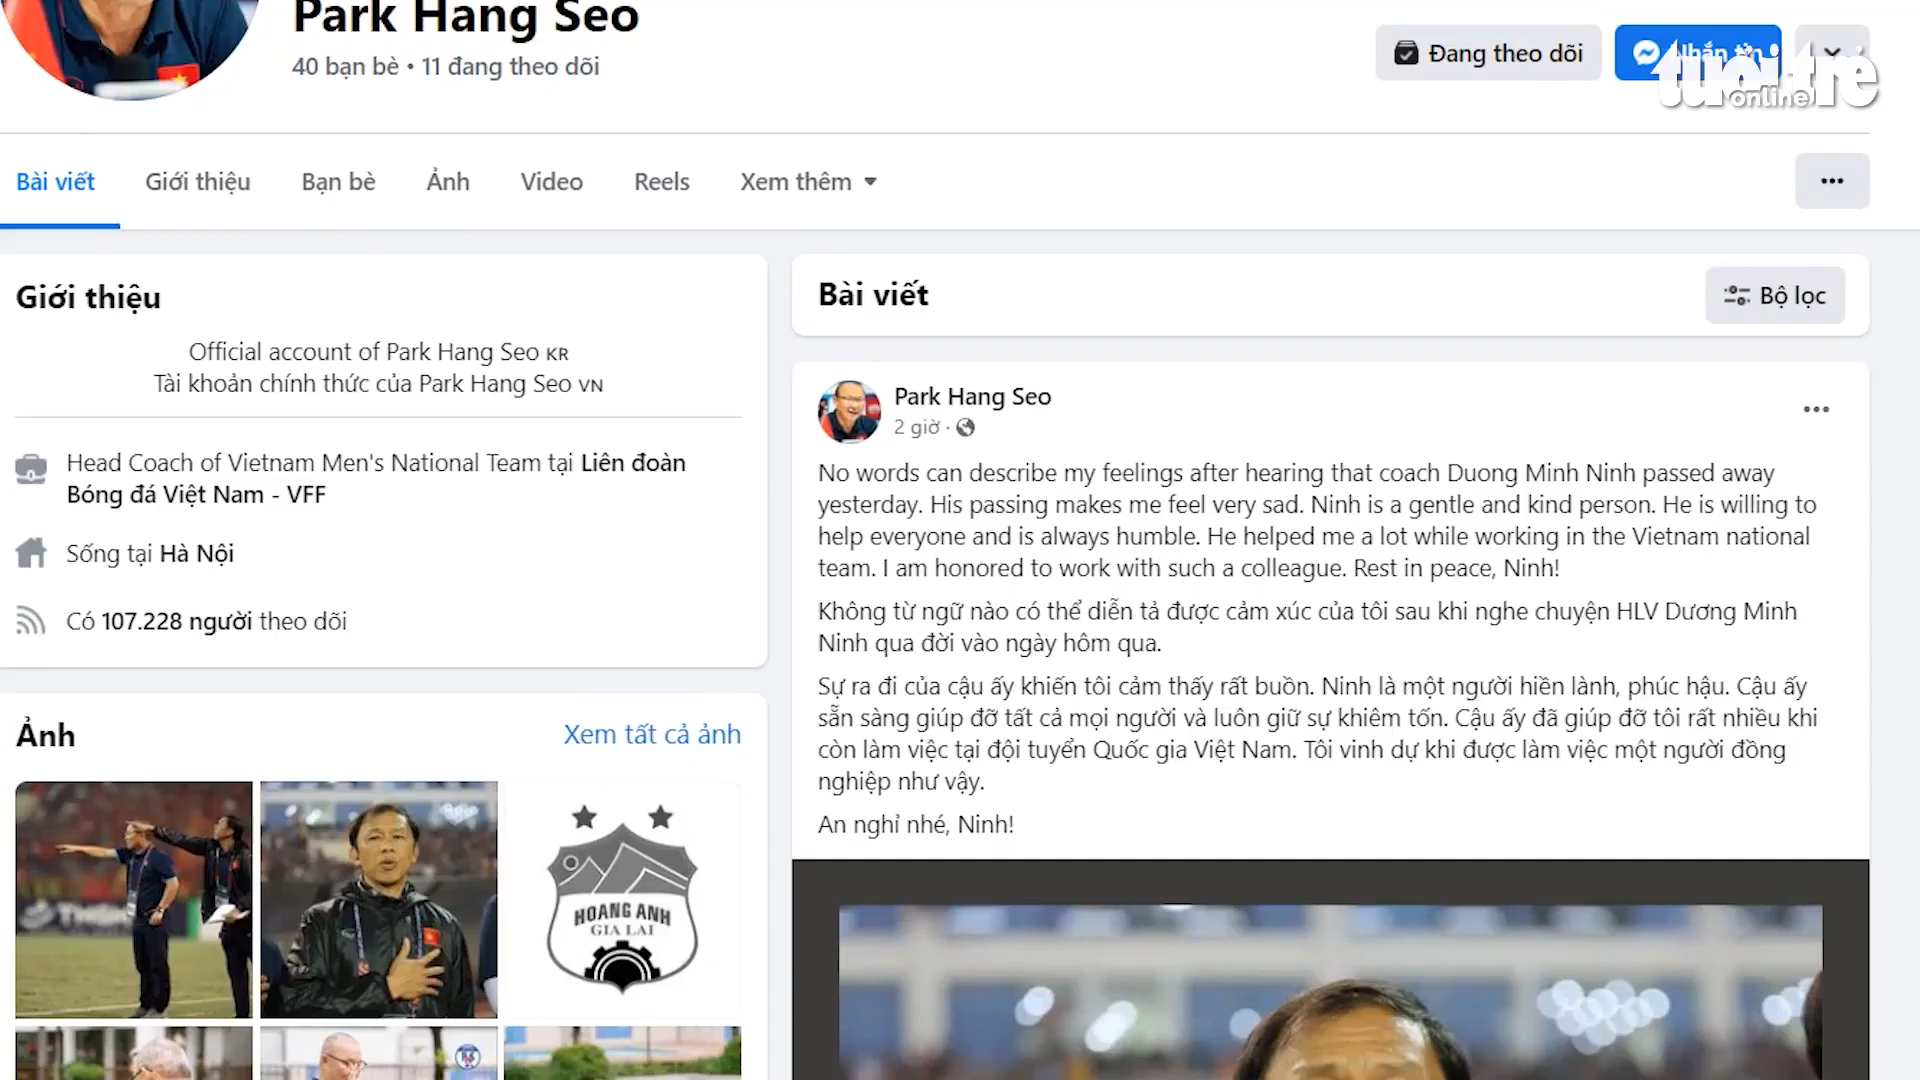 Park Hang Seo
40 bạn bè • 11 đang theo dõi
Đang theo dõi
Nhắn tin
tuổi trẻ
online
Bài viết
Giới thiệu
Bạn bè
Ảnh
Video
Reels
Xem thêm
Giới thiệu
Official account of Park Hang Seo KR
Tài khoản chính thức của Park Hang Seo VN
Head Coach of Vietnam Men's National Team tại Liên đoàn
Bóng đá Việt Nam - VFF
Sống tại Hà Nội
Có 107.228 người theo dõi
Ảnh
Xem tất cả ảnh
HOANG ANH
GIA LAI
Bài viết
Bộ lọc
Park Hang Seo
2 giờ ·
No words can describe my feelings after hearing that coach Duong Minh Ninh passed away
yesterday. His passing makes me feel very sad. Ninh is a gentle and kind person. He is willing to
help everyone and is always humble. He helped me a lot while working in the Vietnam national
team. I am honored to work with such a colleague. Rest in peace, Ninh!
Không từ ngữ nào có thể diễn tả được cảm xúc của tôi sau khi nghe chuyện HLV Dương Minh
Ninh qua đời vào ngày hôm qua.
Sự ra đi của cậu ấy khiến tôi cảm thấy rất buồn. Ninh là một người hiền lành, phúc hậu. Cậu ấy
sẵn sàng giúp đỡ tất cả mọi người và luôn giữ sự khiêm tốn. Cậu ấy đã giúp đỡ tôi rất nhiều khi
còn làm việc tại đội tuyển Quốc gia Việt Nam. Tôi vinh dự khi được làm việc một người đồng
nghiệp như vậy.
An nghỉ nhé, Ninh!